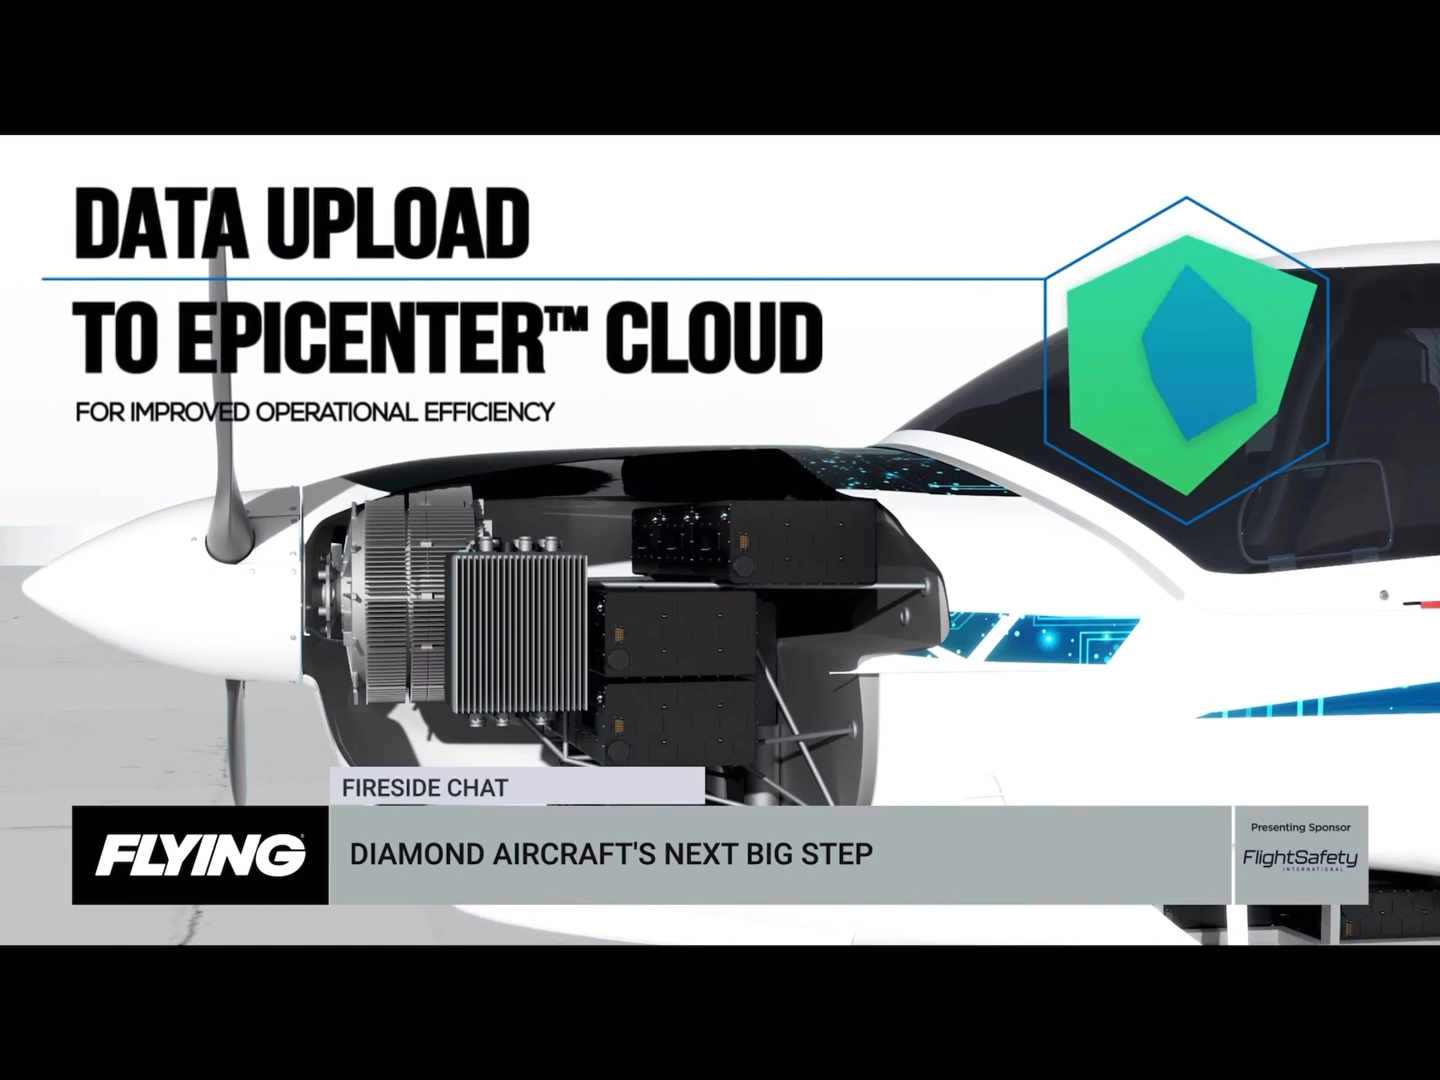 DATA UPLOAD
TO EPICENTER™ CLOUD
FOR IMPROVED OPERATIONAL EFFICIENCY
FIRESIDE CHAT
FLYING
DIAMOND AIRCRAFT'S NEXT BIG STEP
Presenting Sponsor
FlightSafety
INTERNATIONAL